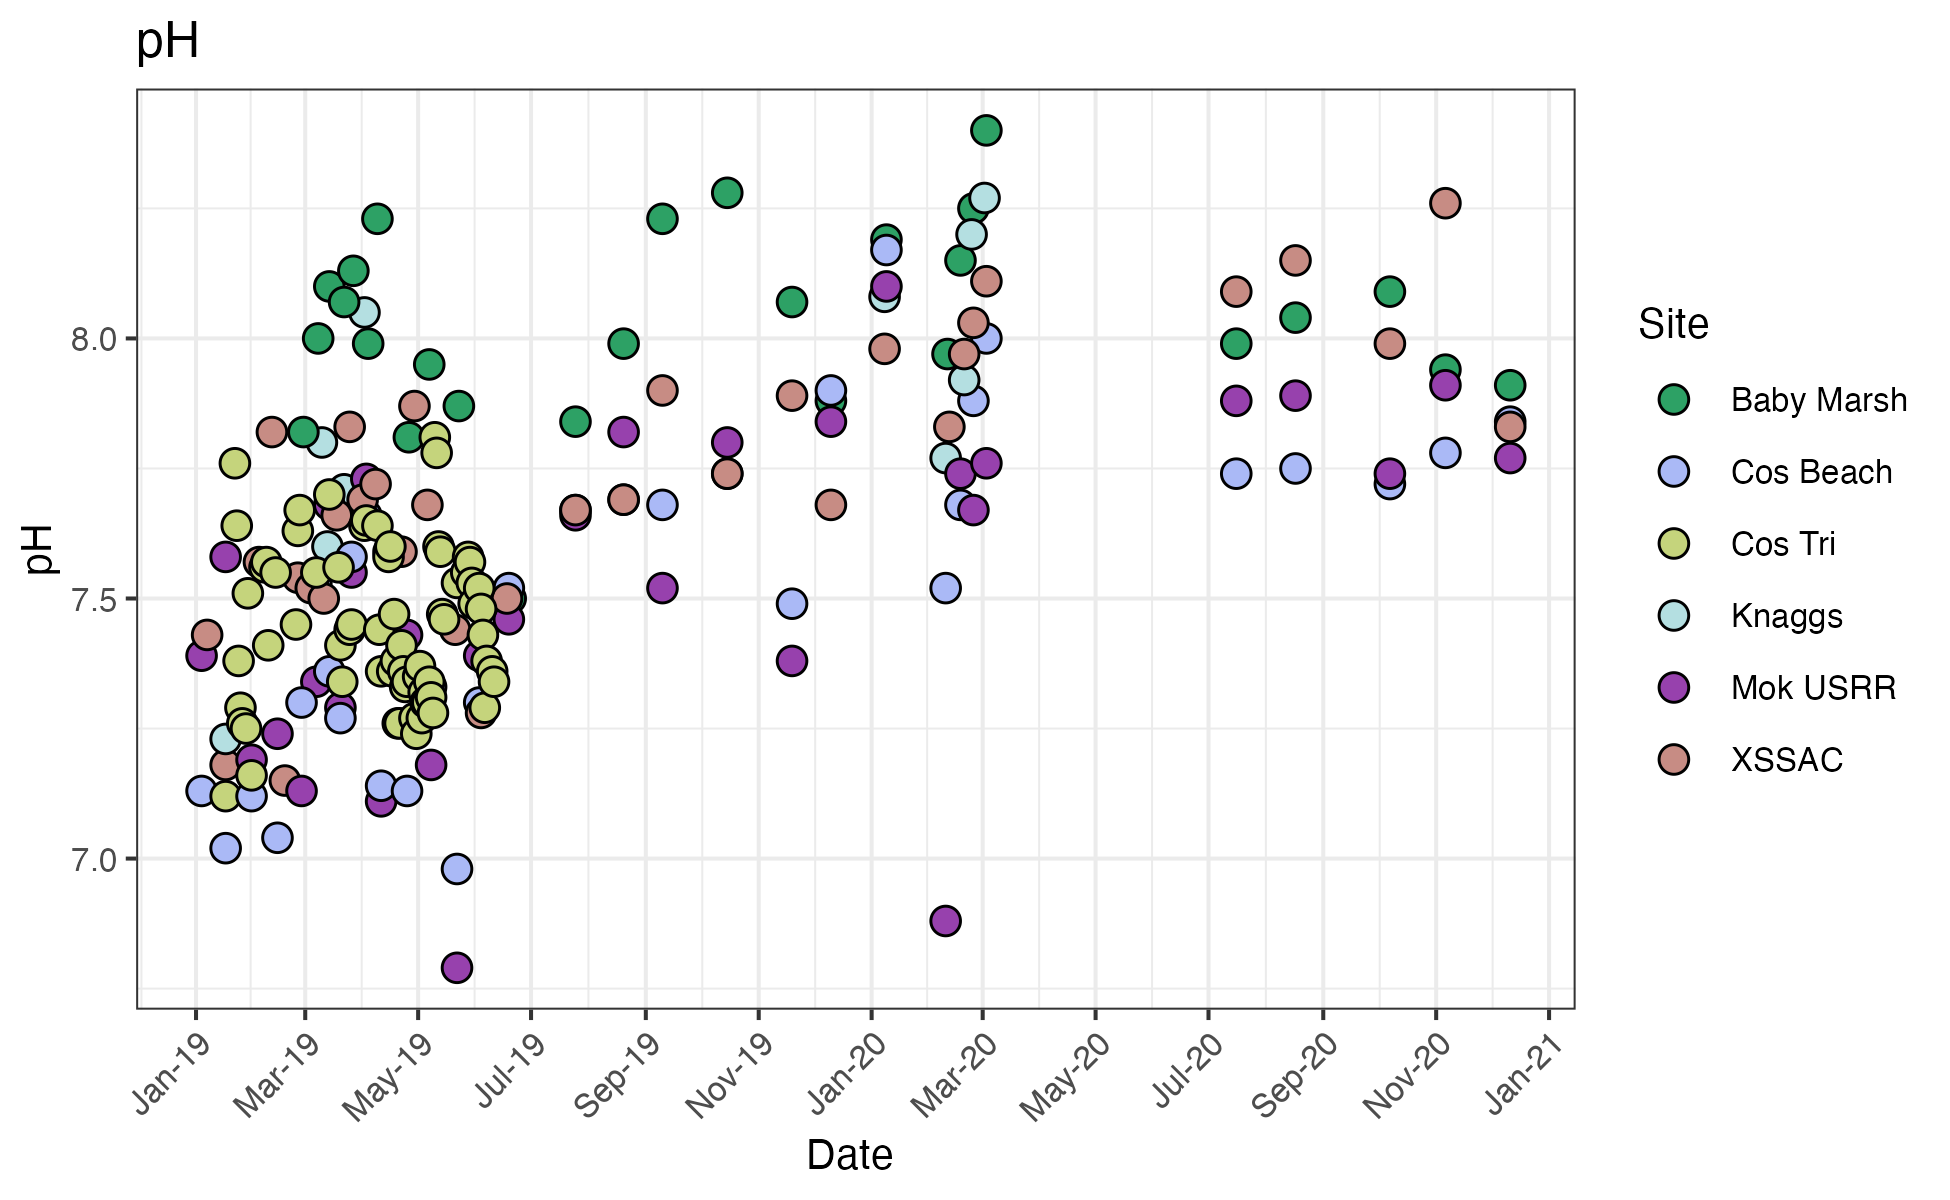 pH
8.0
7.5
7.0
pH
Jan-19
Mar-19
May-19
Jul-19
Sep-19
Nov-19
Jan-20
Mar-20
May-20
Jul-20
Sep-20
Nov-20
Jan-21
Date
Site
Baby Marsh
Cos Beach
Cos Tri
Knaggs
Mok USRR
XSSAC